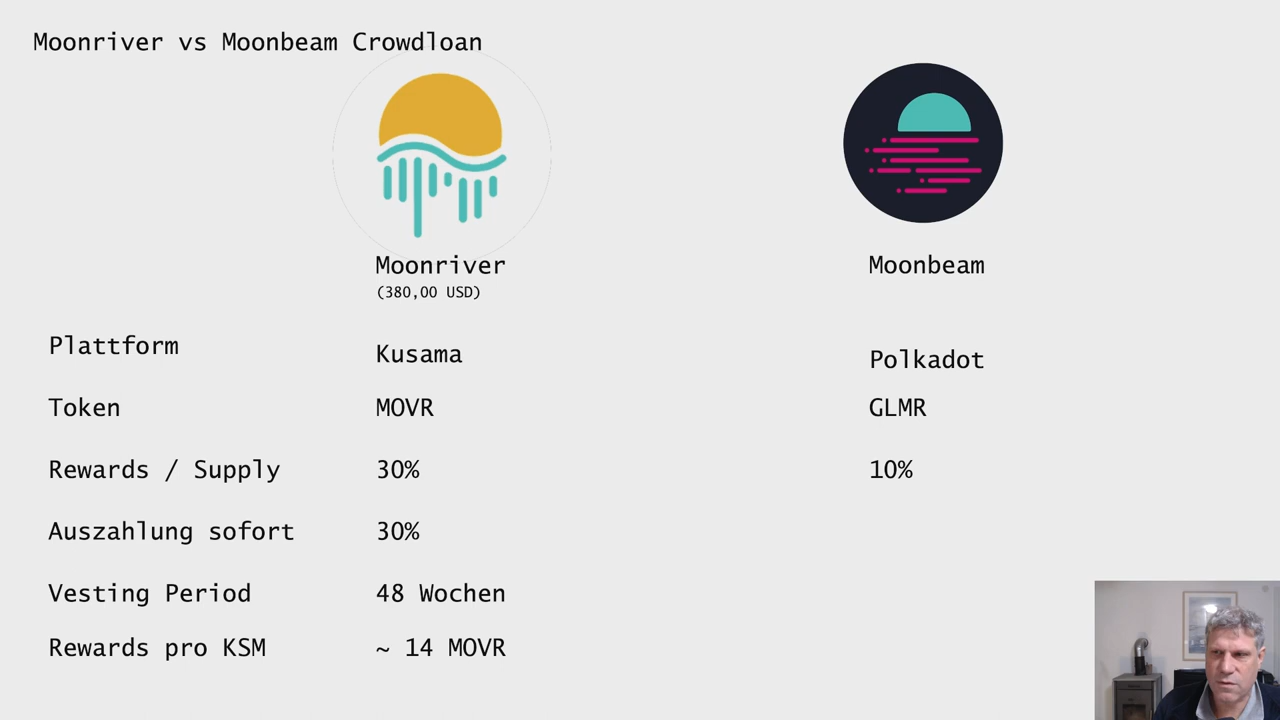 Moonriver vs Moonbeam Crowdloan
Moonriver
(380,00 USD)
Moonbeam
Plattform
Kusama
Polkadot
Token
MOVR
GLMR
Rewards / Supply
30%
10%
Auszahlung sofort
30%
Vesting Period
48 Wochen
Rewards pro KSM
~ 14 MOVR